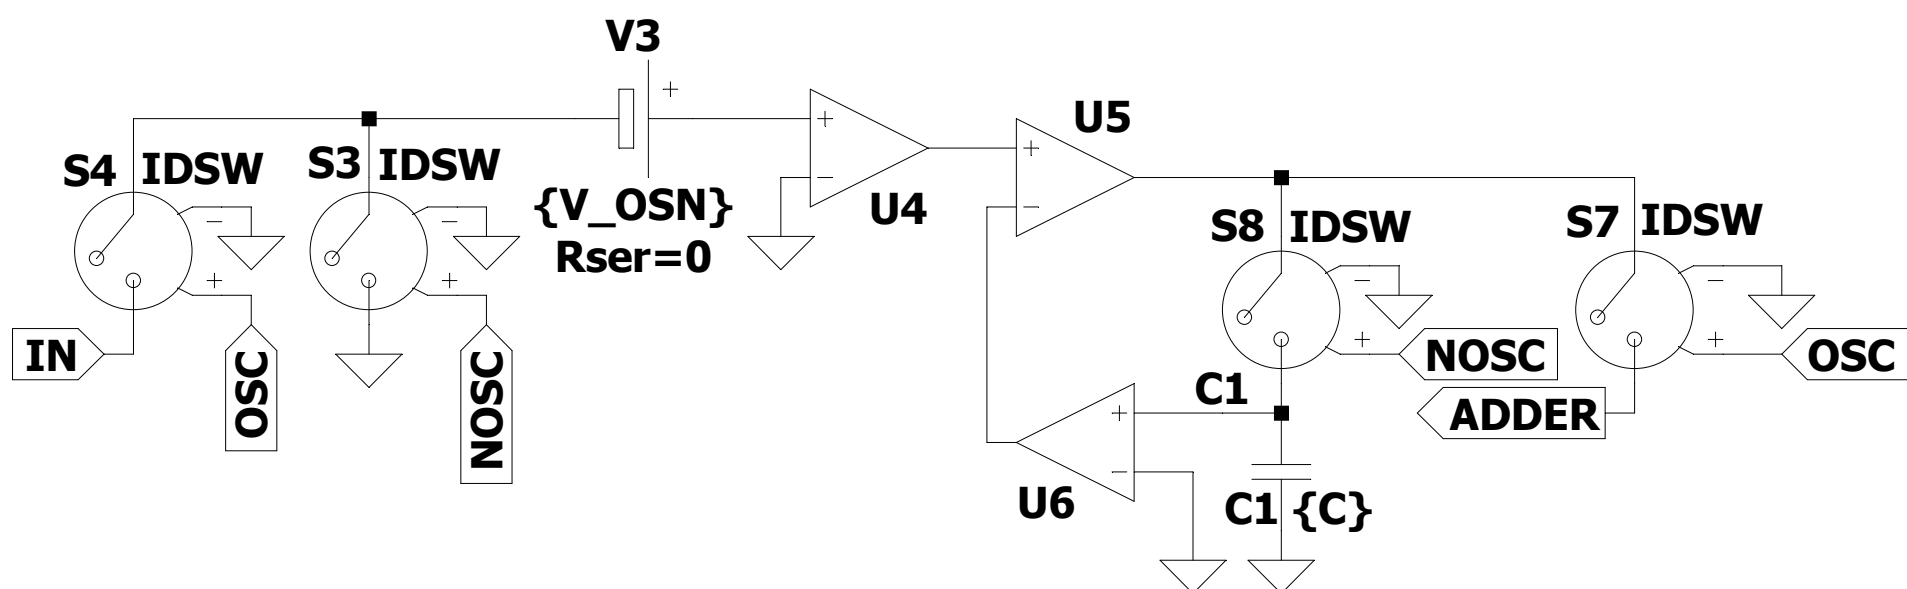 V3
+
S4 IDSW
S3 IDSW
+
−
U4
{V_OSN}
Rser=0
−
+
−
+
IN
OSC
NOSC
U5
+
−
S8 IDSW
S7 IDSW
−
+
−
+
NOSC
OSC
C1
ADDER
+
−
U6
C1 {C}